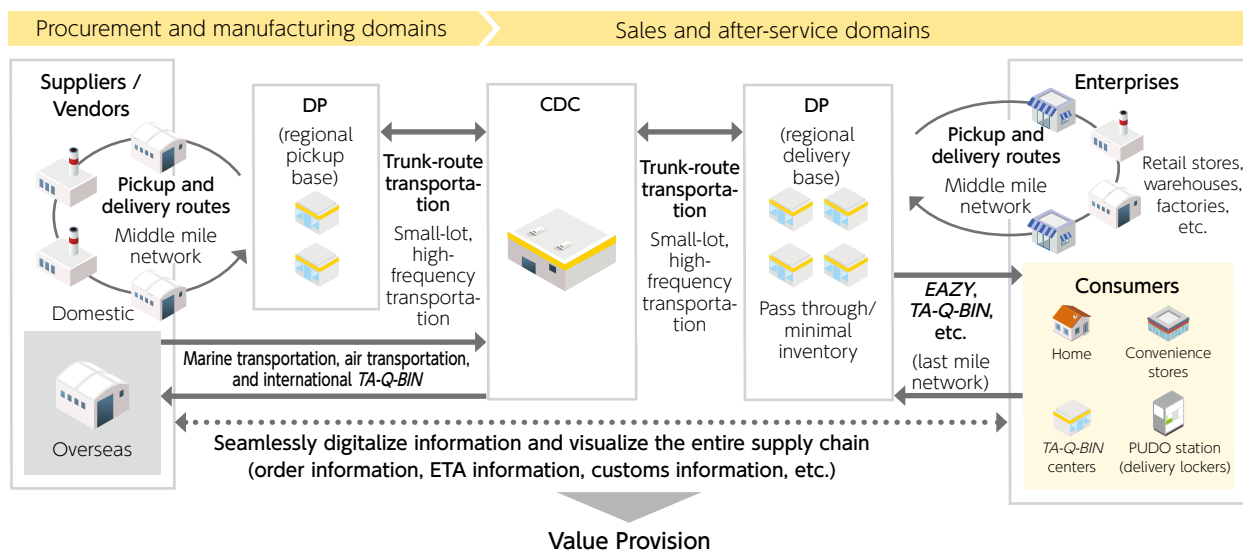 Procurement and manufacturing domains
Sales and after-service domains
Suppliers /
Vendors
Pickup and
delivery routes
Middle mile
network
Domestic
Overseas
DP
(regional
pickup
base)
Trunk-route
transporta-
tion
Small-lot,
high-
frequency
transporta-
tion
Marine transportation, air transportation,
and international TA-Q-BIN
CDC
Trunk-route
transporta-
tion
Small-lot,
high-
frequency
transporta-
tion
DP
(regional
delivery
base)
Pass through/
minimal
inventory
EAZY,
TA-Q-BIN,
etc.
(last mile
network)
Enterprises
Pickup and
delivery routes
Middle mile
network
Retail stores,
warehouses,
factories,
etc.
Consumers
Home
Convenience
stores
TA-Q-BIN
centers
PUDO station
(delivery lockers)
Seamlessly digitalize information and visualize the entire supply chain
(order information, ETA information, customs information, etc.)
Value Provision